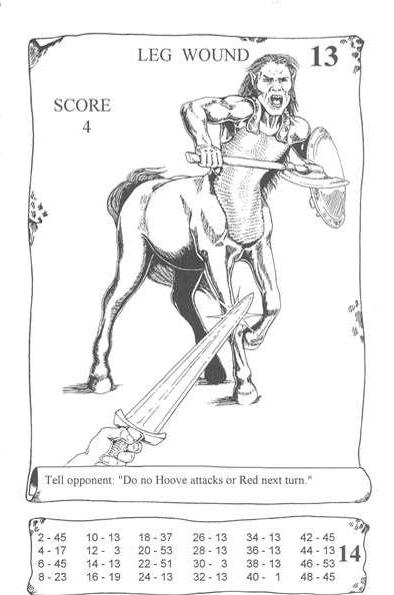 LEG WOUND 13
SCORE
4
Tell opponent: "Do no Hoove attacks or Red next turn."
2 - 45 10 - 13 18 - 37 26 - 13 34 - 13 42 - 45
4 - 17 12 - 3 20 - 53 28 - 13 36 - 13 44 - 13
6 - 45 14 - 13 22 - 51 30 - 3 38 - 13 46 - 53
8 - 23 16 - 19 24 - 13 32 - 13 40 - 1 48 - 45
14